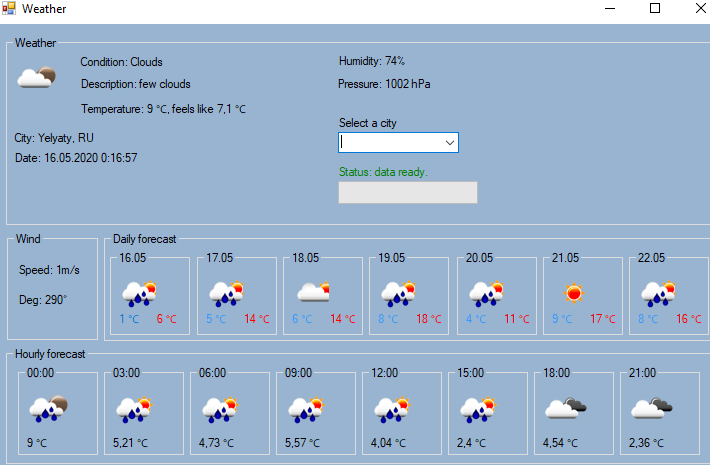 Weather
Weather
Condition: Clouds
Description: few clouds
Temperature: 9 °C, feels like 7,1 °C
City: Yelyaty, RU
Date: 16.05.2020 0:16:57
Humidity: 74%
Pressure: 1002 hPa
Select a city
Status: data ready.
Wind
Speed: 1m/s
Deg: 290°
Daily forecast
16.05 17.05 18.05 19.05 20.05 21.05 22.05
1 °C 6 °C 5 °C 14 °C 6 °C 14 °C 8 °C 18 °C 4 °C 11 °C 9 °C 17 °C 8 °C 16 °C
Hourly forecast
00:00 03:00 06:00 09:00 12:00 15:00 18:00 21:00
9 °C 5,21 °C 4,73 °C 5,57 °C 4,04 °C 2,4 °C 4,54 °C 2,36 °C